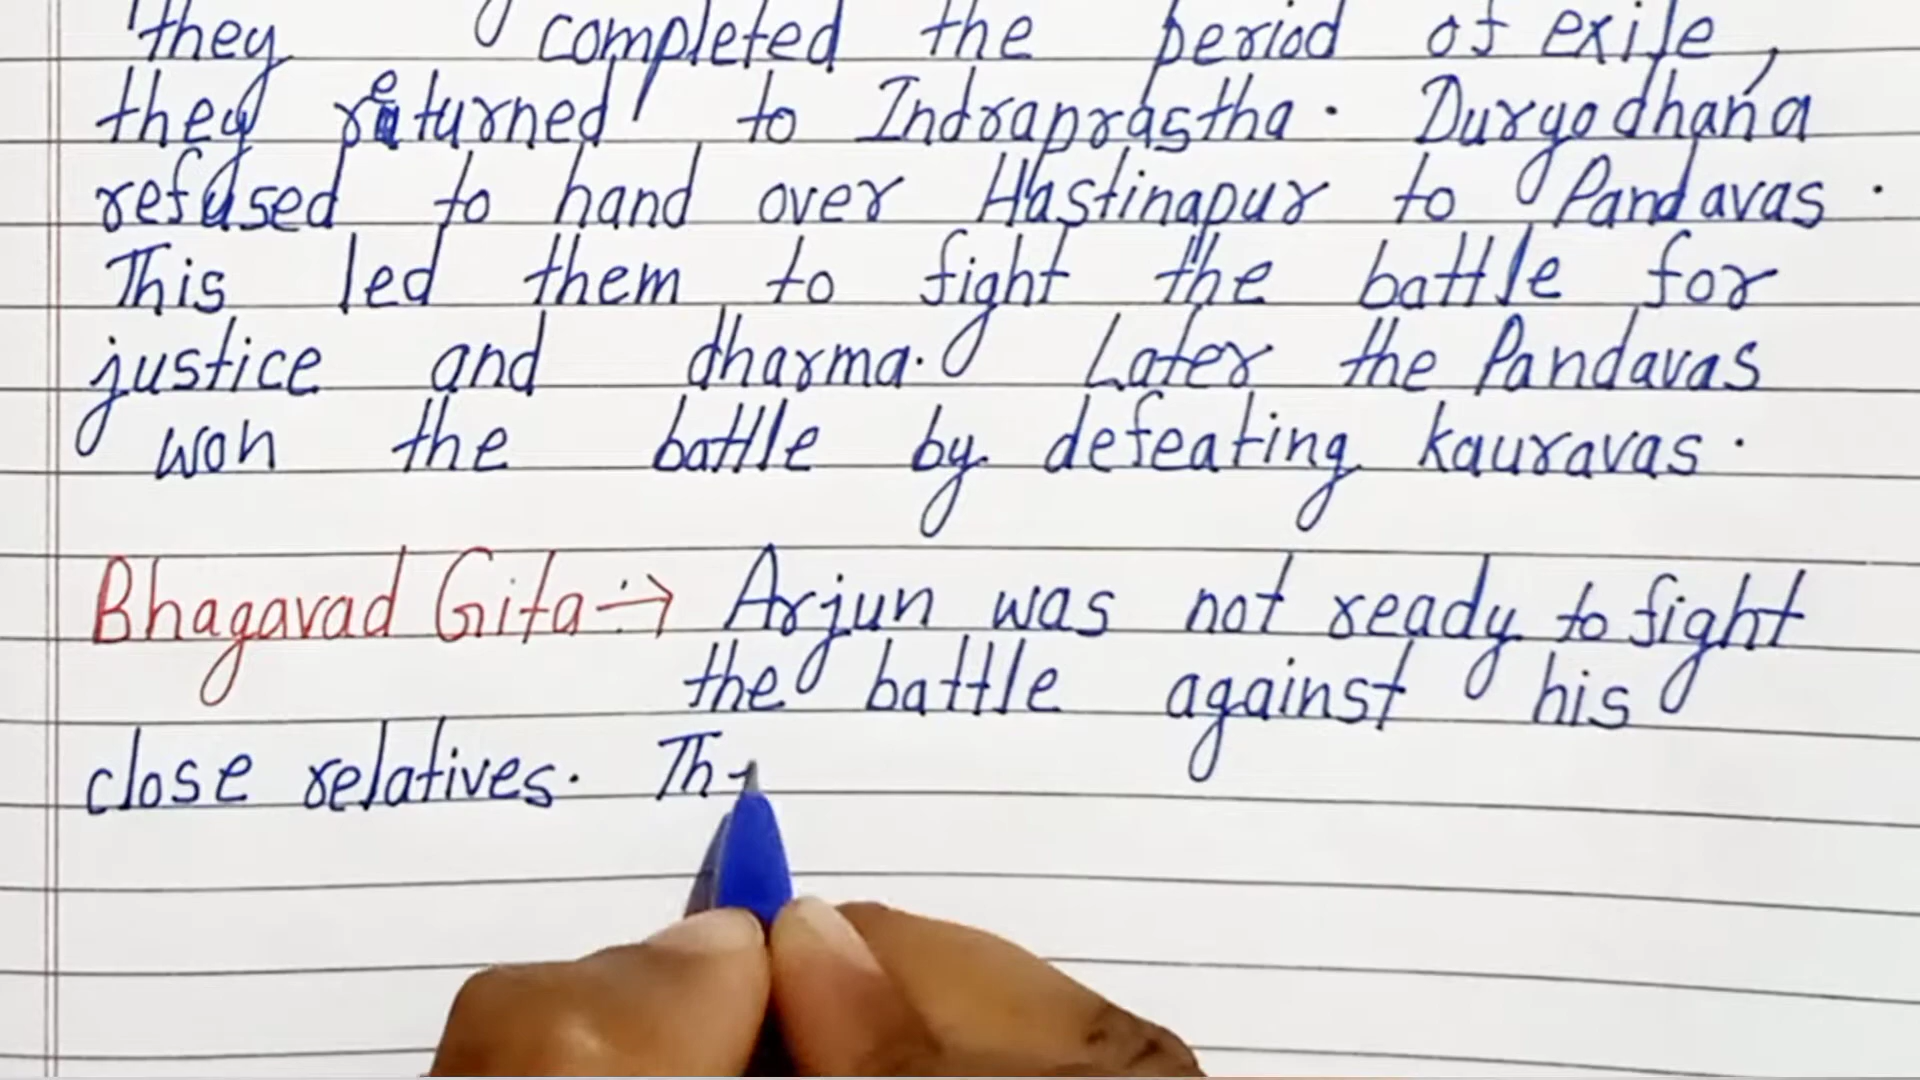 they completed the period of exile,
they returned to Indraprastha. Duryodhana
refused to hand over Hastinapur to Pandavas.
This led them to fight the battle for
justice and dharma. Later the Pandavas
won the battle by defeating kauravas.
Bhagavad Gita :→ Arjun was not ready to fight
the battle against his
close relatives. Th